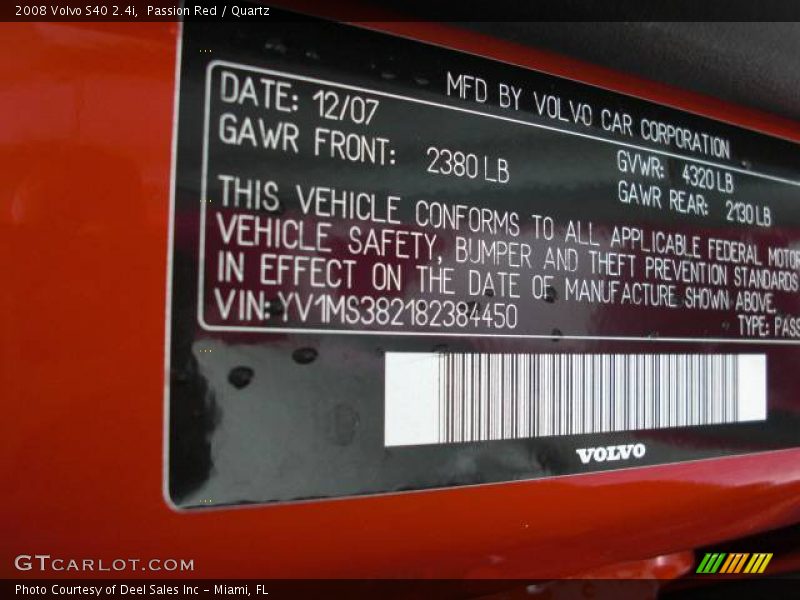 2008 Volvo S40 2.4i,  Passion Red / Quartz
MFD BY VOLVO CAR CORPORATION
DATE: 12/07
GVWR: 4320 LB
GAWR FRONT: 2380 LB
GAWR REAR: 2130 LB
THIS VEHICLE CONFORMS TO ALL APPLICABLE FEDERAL MOTOR
VEHICLE SAFETY, BUMPER AND THEFT PREVENTION STANDARDS
IN EFFECT ON THE DATE OF MANUFACTURE SHOWN ABOVE.
VIN: YV1MS382182384450
TYPE: PASS
VOLVO
GTCARLOT.COM
Photo Courtesy of Deel Sales Inc - Miami, FL